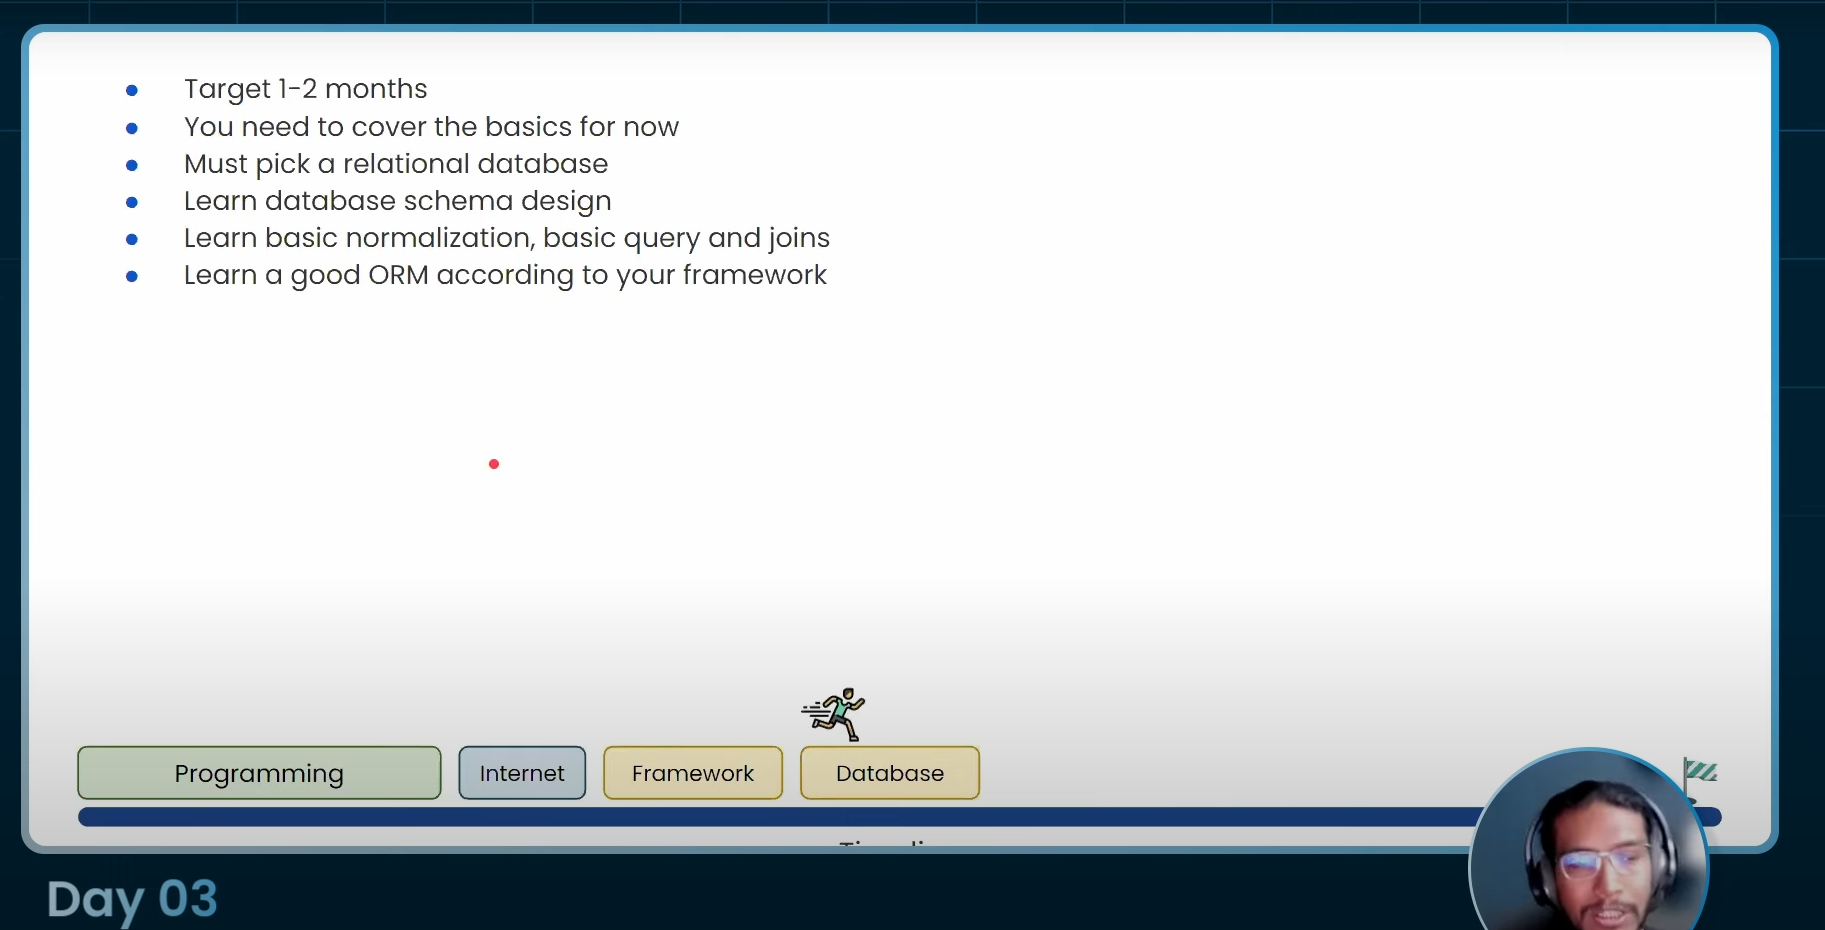 Target 1-2 months
You need to cover the basics for now
Must pick a relational database
Learn database schema design
Learn basic normalization, basic query and joins
Learn a good ORM according to your framework
Programming
Internet
Framework
Database
Day 03